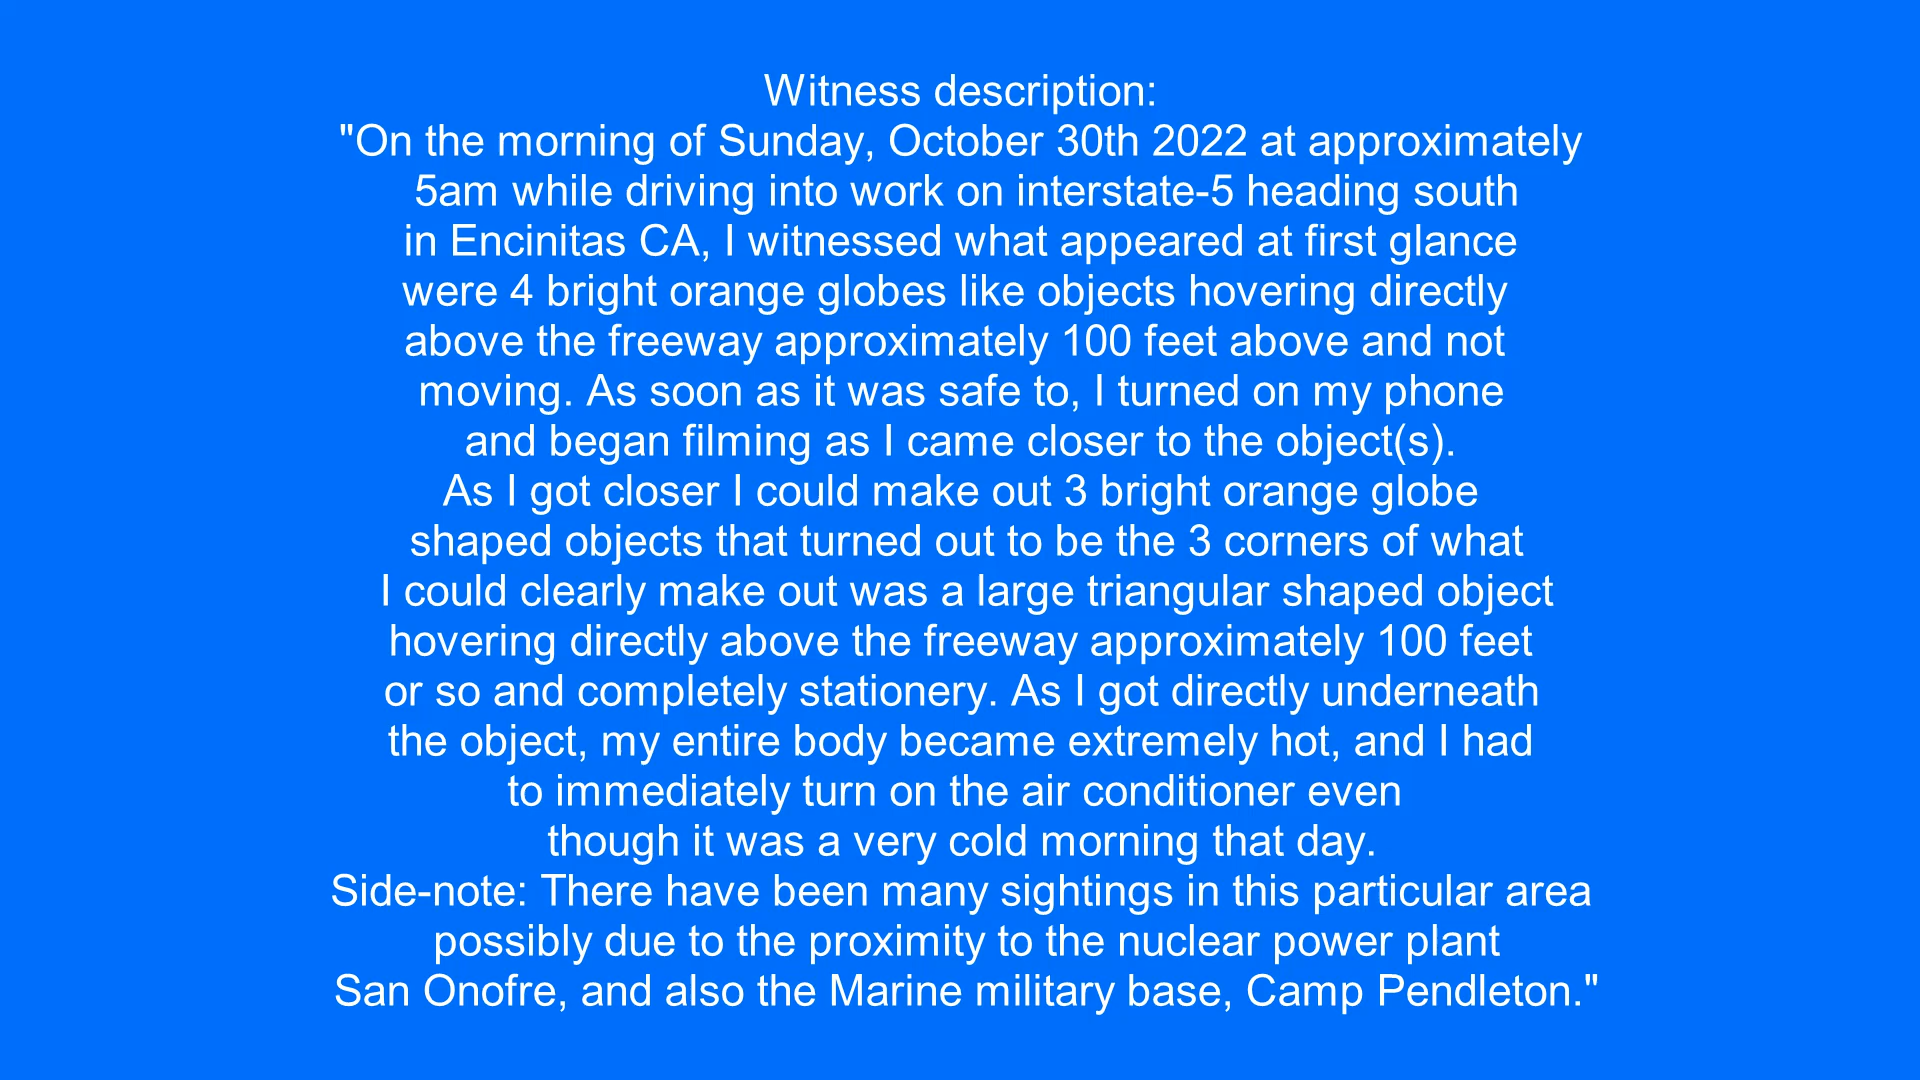 Witness description:
"On the morning of Sunday, October 30th 2022 at approximately
5am while driving into work on interstate-5 heading south
in Encinitas CA, I witnessed what appeared at first glance
were 4 bright orange globes like objects hovering directly
above the freeway approximately 100 feet above and not
moving. As soon as it was safe to, I turned on my phone
and began filming as I came closer to the object(s).
As I got closer I could make out 3 bright orange globe
shaped objects that turned out to be the 3 corners of what
I could clearly make out was a large triangular shaped object
hovering directly above the freeway approximately 100 feet
or so and completely stationery. As I got directly underneath
the object, my entire body became extremely hot, and I had
to immediately turn on the air conditioner even
though it was a very cold morning that day.
Side-note: There have been many sightings in this particular area
possibly due to the proximity to the nuclear power plant
San Onofre, and also the Marine military base, Camp Pendleton."